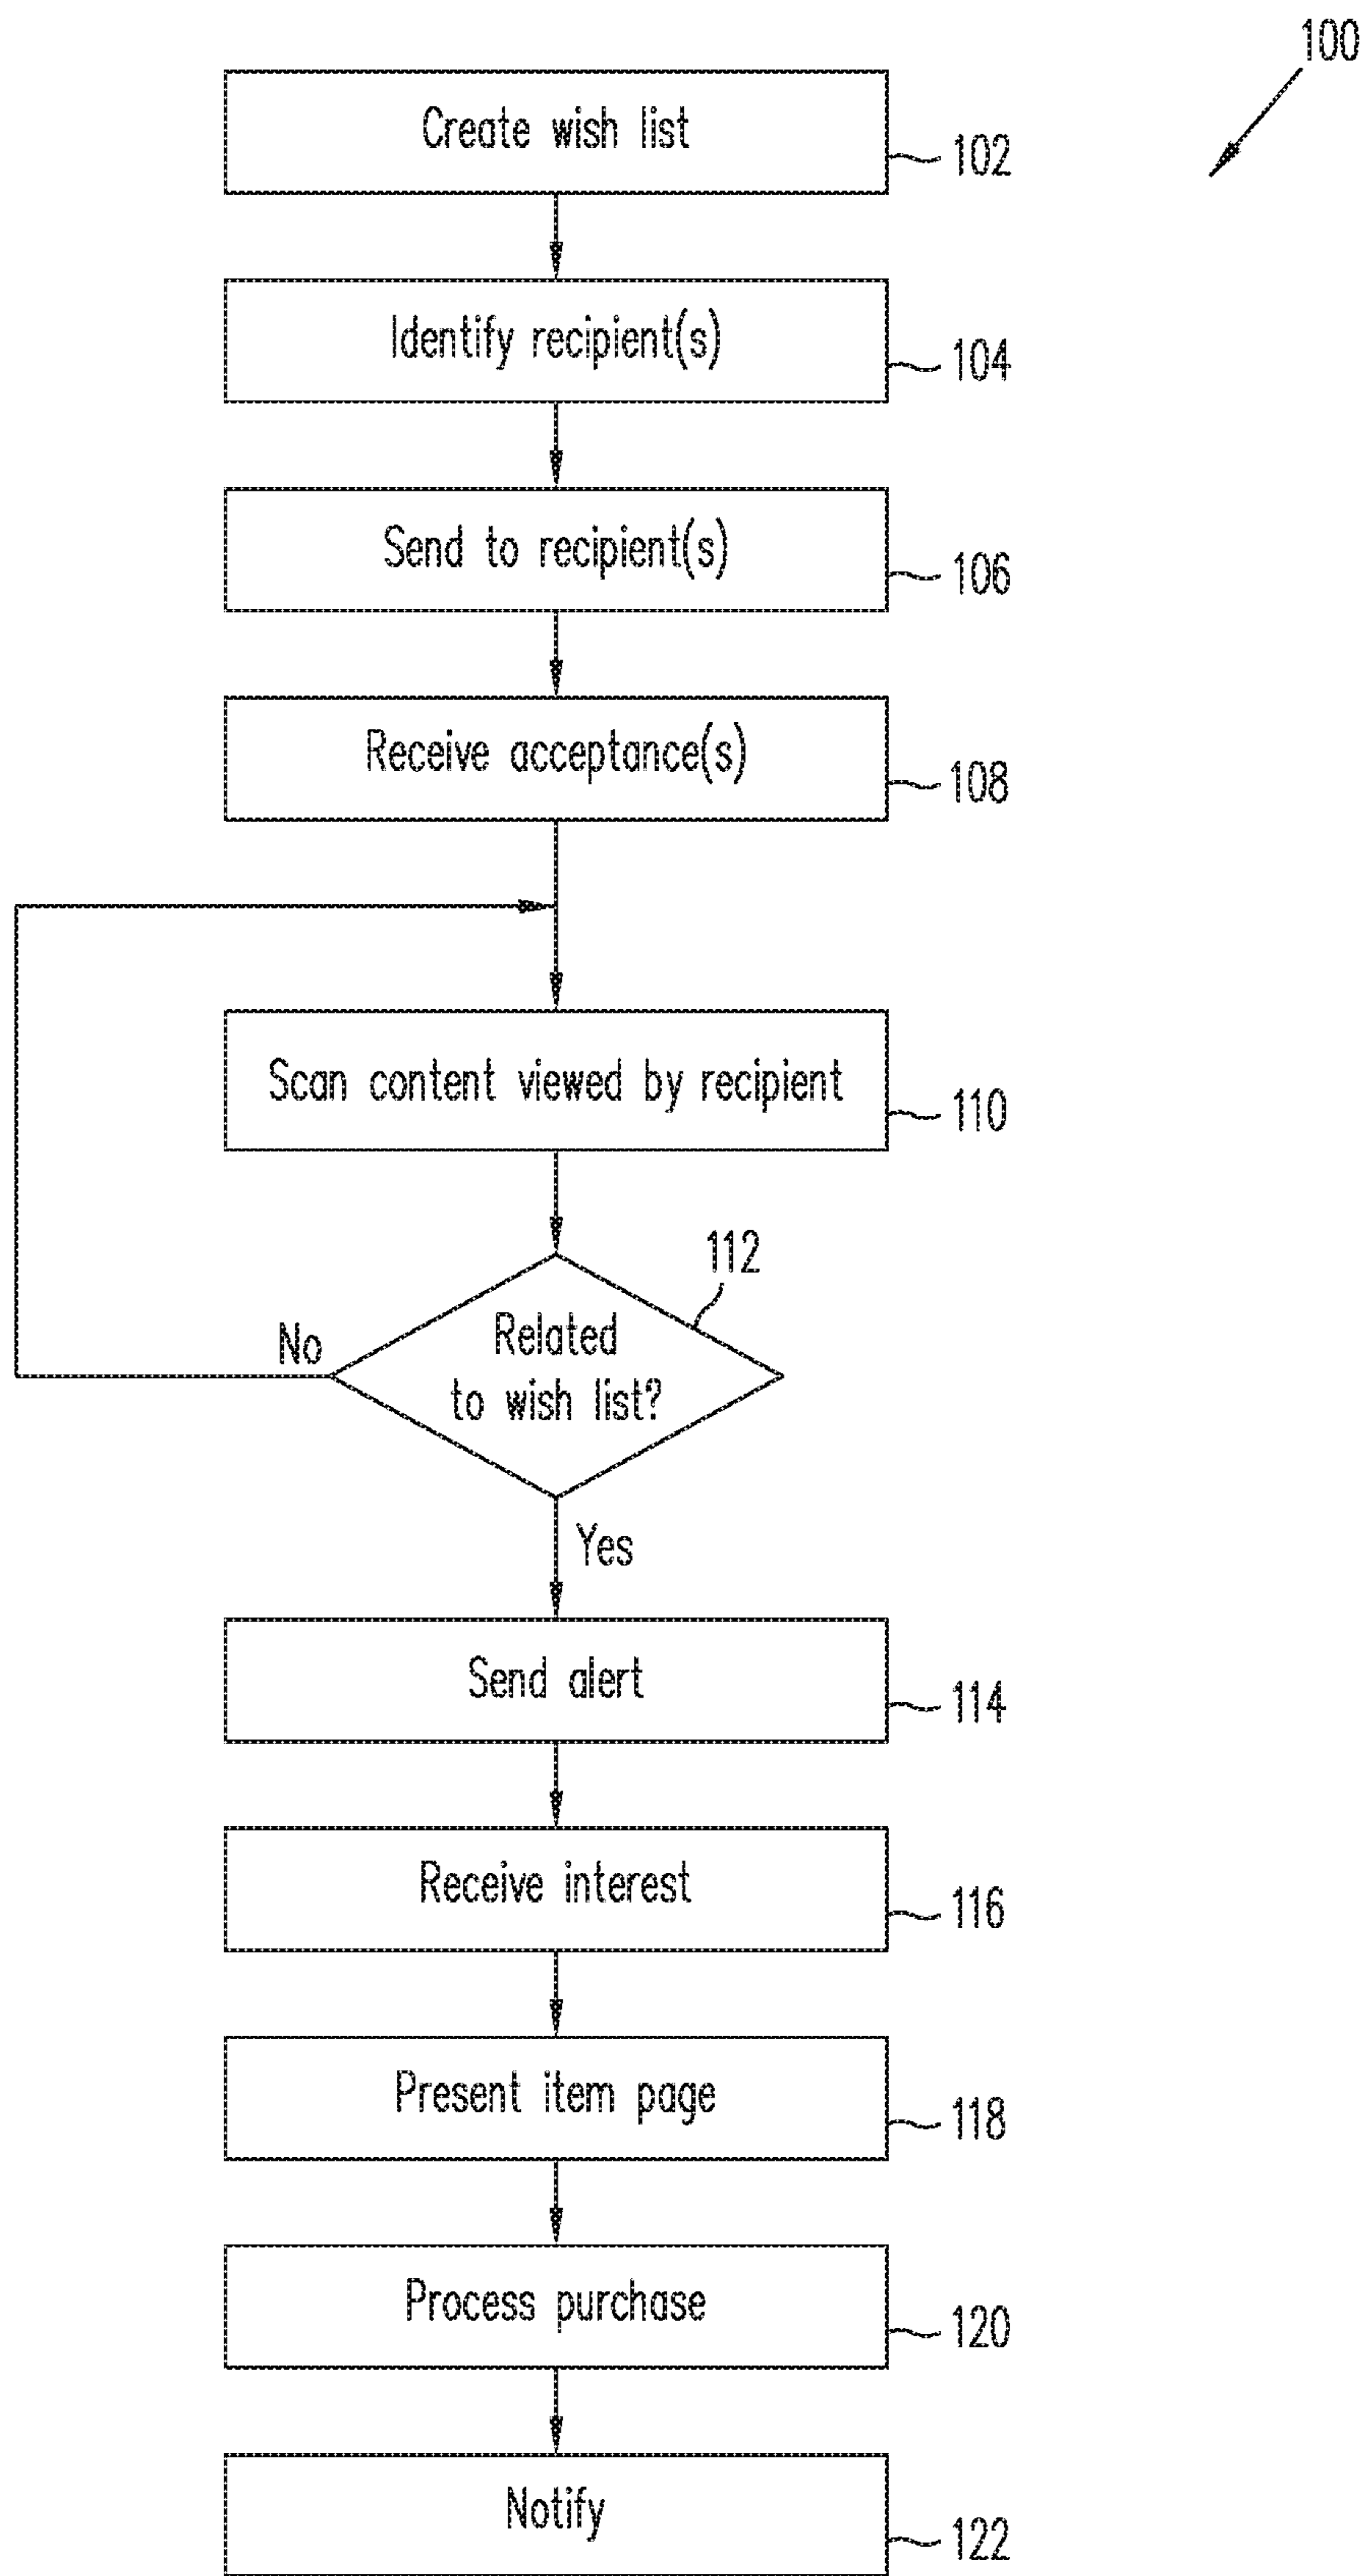 100
Create wish list
102
Identify recipient(s)
104
Send to recipient(s)
106
Receive acceptance(s)
108
Scan content viewed by recipient
110
112
Related
to wish list?
No
Yes
Send alert
114
Receive interest
116
Present item page
118
Process purchase
120
Notify
122